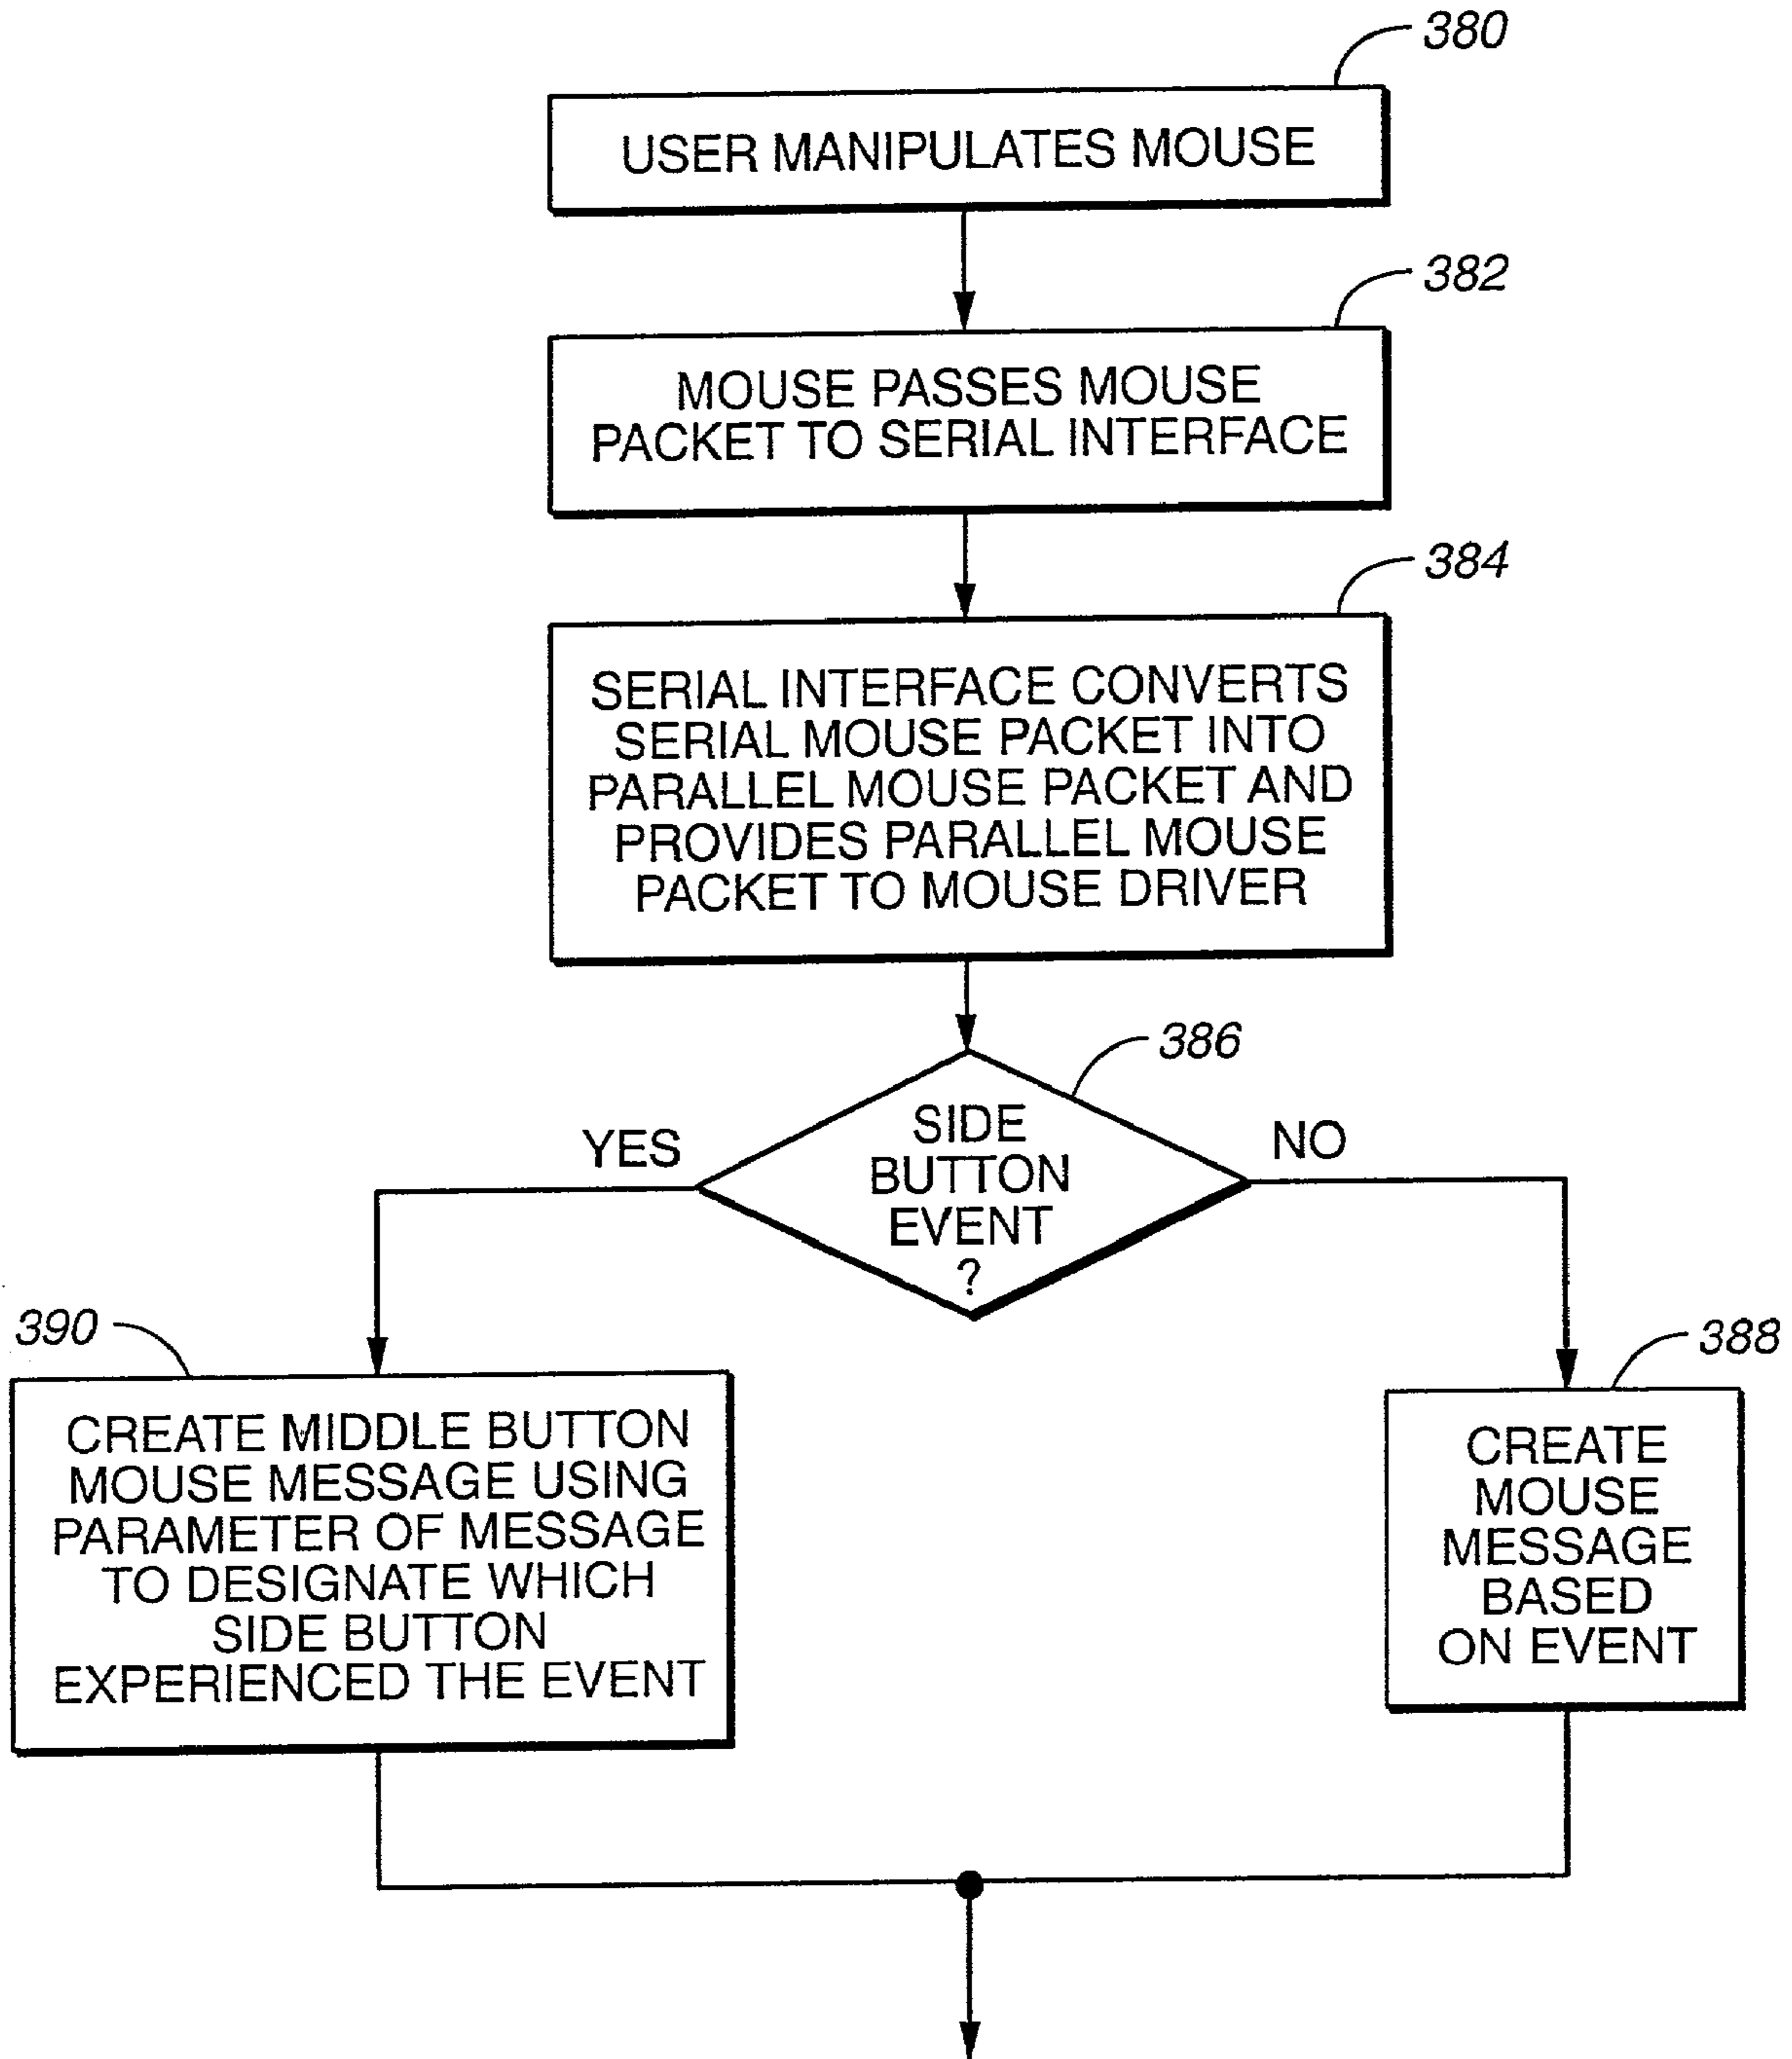 380
USER MANIPULATES MOUSE
382
MOUSE PASSES MOUSE
PACKET TO SERIAL INTERFACE
384
SERIAL INTERFACE CONVERTS
SERIAL MOUSE PACKET INTO
PARALLEL MOUSE PACKET AND
PROVIDES PARALLEL MOUSE
PACKET TO MOUSE DRIVER
386
SIDE
BUTTON
EVENT
?
YES
NO
390
CREATE MIDDLE BUTTON
MOUSE MESSAGE USING
PARAMETER OF MESSAGE
TO DESIGNATE WHICH
SIDE BUTTON
EXPERIENCED THE EVENT
388
CREATE
MOUSE
MESSAGE
BASED
ON EVENT